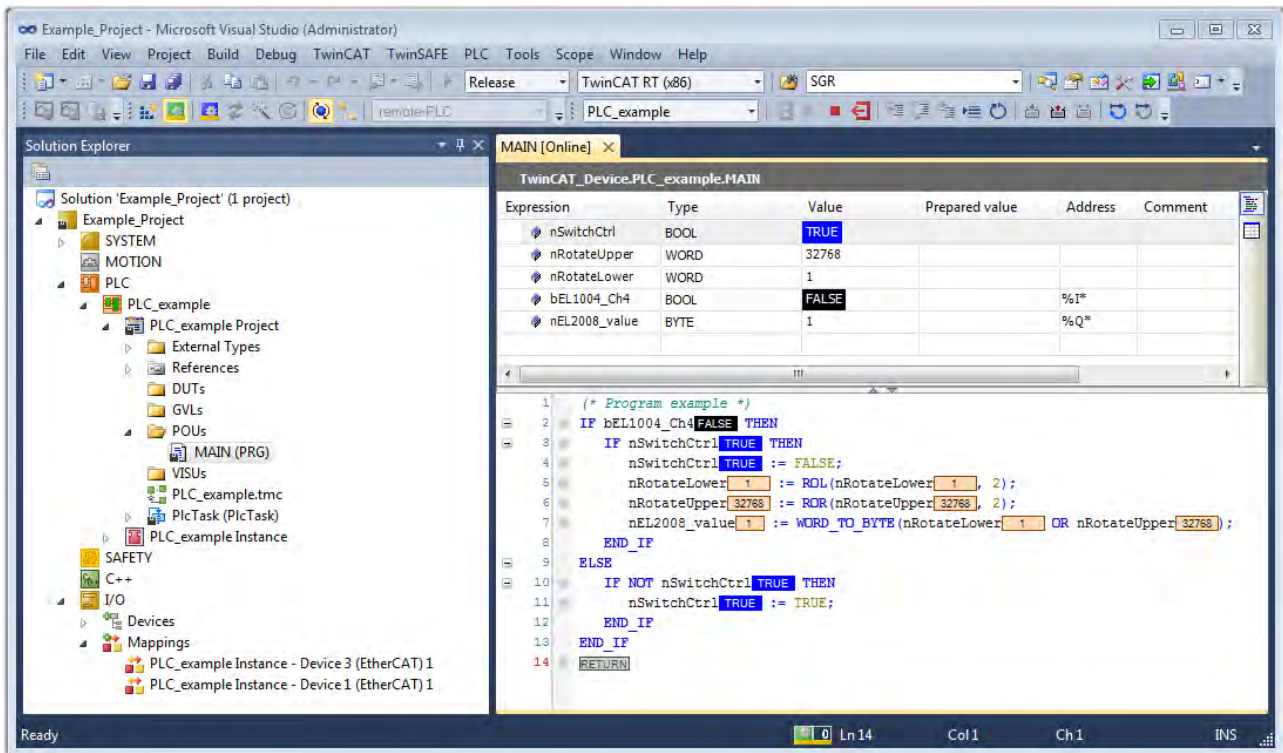 Example_Project - Microsoft Visual Studio (Administrator)
File Edit View Project Build Debug TwinCAT TwinSAFE PLC Tools Scope Window Help
Release TwinCAT RT (x86) SGR
remote-PLC PLC_example
Solution Explorer
MAIN [Online]
Solution 'Example_Project' (1 project)
Example_Project
SYSTEM
MOTION
PLC
PLC_example
PLC_example Project
External Types
References
DUTs
GVLs
POUs
MAIN (PRG)
VISUs
PLC_example.tmc
PlcTask (PlcTask)
PLC_example Instance
SAFETY
C++
I/O
Devices
Mappings
PLC_example Instance - Device 3 (EtherCAT) 1
PLC_example Instance - Device 1 (EtherCAT) 1
TwinCAT_Device.PLC_example.MAIN
Expression Type Value Prepared value Address Comment
nSwitchCtrl BOOL TRUE
nRotateUpper WORD 32768
nRotateLower WORD 1
bEL1004_Ch4 BOOL FALSE %I*
nEL2008_value BYTE 1 %Q*
1 (* Program example *)
2 IF bEL1004_Ch4 FALSE THEN
3 IF nSwitchCtrl TRUE THEN
4 nSwitchCtrl TRUE := FALSE;
5 nRotateLower 1 := ROL(nRotateLower 1 , 2);
6 nRotateUpper 32768 := ROR(nRotateUpper 32768 , 2);
7 nEL2008_value 1 := WORD_TO_BYTE(nRotateLower 1 OR nRotateUpper 32768 );
8 END_IF
9 ELSE
10 IF NOT nSwitchCtrl TRUE THEN
11 nSwitchCtrl TRUE := TRUE;
12 END_IF
13 END_IF
14 RETURN
Ready 0 Ln 14 Col 1 Ch 1 INS